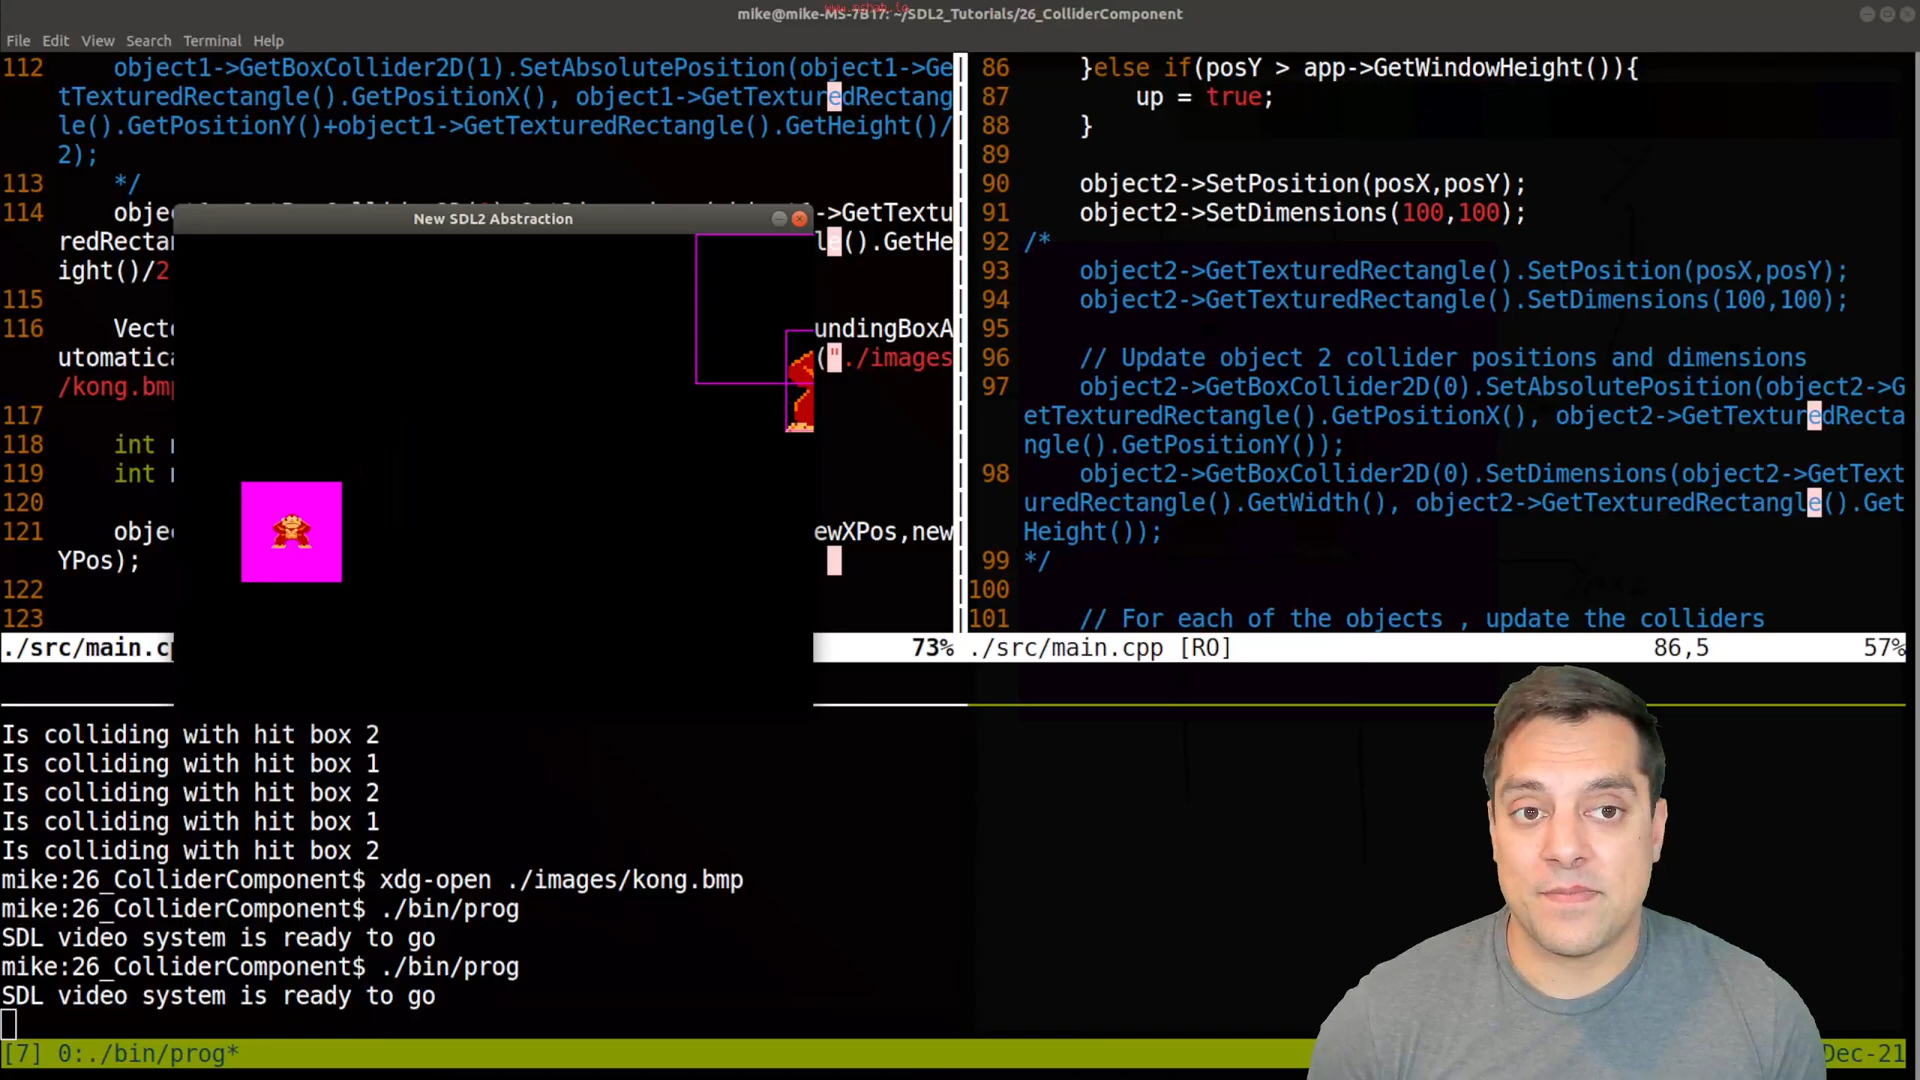 www.mshah.io
mike@mike-MS-7B17: ~/SDL2_Tutorials/26_ColliderComponent
File Edit View Search Terminal Help
112 object1->GetBoxCollider2D(1).SetAbsolutePosition(object1->Ge
tTexturedRectangle().GetPositionX(), object1->GetTexturedRectang
le().GetPositionY()+object1->GetTexturedRectangle().GetHeight()/
2);
113 */
114 obje
->GetTextu
redRectan
le().GetHe
ight()/2
115
116 Vect
undingBoxA
utomatica
("./images
/kong.bmp
117
118 int
119 int
120
121 obje
ewXPos,new
YPos);
122
123
New SDL2 Abstraction
./src/main.c
73%
86 }else if(posY > app->GetWindowHeight()){
87 up = true;
88 }
89
90 object2->SetPosition(posX,posY);
91 object2->SetDimensions(100,100);
92 /*
93 object2->GetTexturedRectangle().SetPosition(posX,posY);
94 object2->GetTexturedRectangle().SetDimensions(100,100);
95
96 // Update object 2 collider positions and dimensions
97 object2->GetBoxCollider2D(0).SetAbsolutePosition(object2->G
etTexturedRectangle().GetPositionX(), object2->GetTexturedRecta
ngle().GetPositionY());
98 object2->GetBoxCollider2D(0).SetDimensions(object2->GetText
uredRectangle().GetWidth(), object2->GetTexturedRectangle().Get
Height());
99 */
100
101 // For each of the objects , update the colliders
./src/main.cpp [RO] 86,5 57%
Is colliding with hit box 2
Is colliding with hit box 1
Is colliding with hit box 2
Is colliding with hit box 1
Is colliding with hit box 2
mike:26_ColliderComponent$ xdg-open ./images/kong.bmp
mike:26_ColliderComponent$ ./bin/prog
SDL video system is ready to go
mike:26_ColliderComponent$ ./bin/prog
SDL video system is ready to go
[7] 0:./bin/prog*
Dec-21